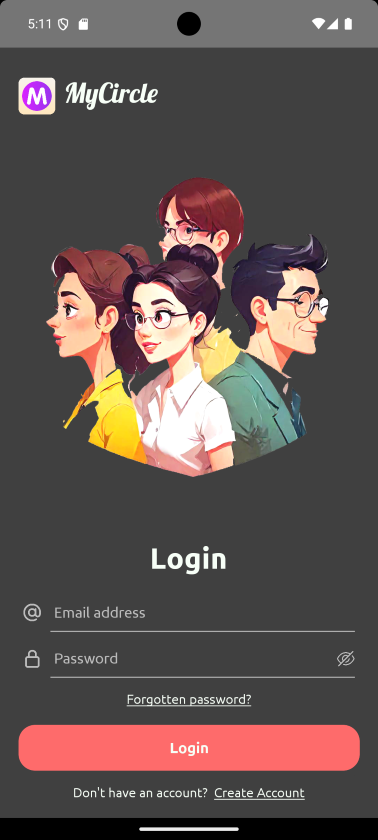 5:11
M MyCircle
Login
Email address
Password
Forgotten password?
Login
Don't have an account? Create Account